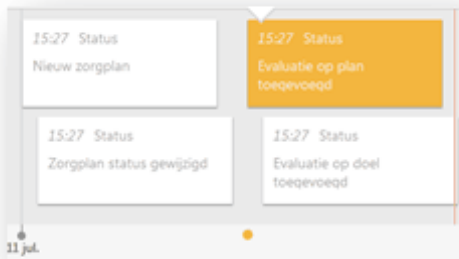 15:27 Status
Nieuw zorgplan
15:27 Status
Evaluatie op plan
toegevoegd
15:27 Status
Zorgplan status gewijzigd
15:27 Status
Evaluatie op doel
toegevoegd
11 jul.